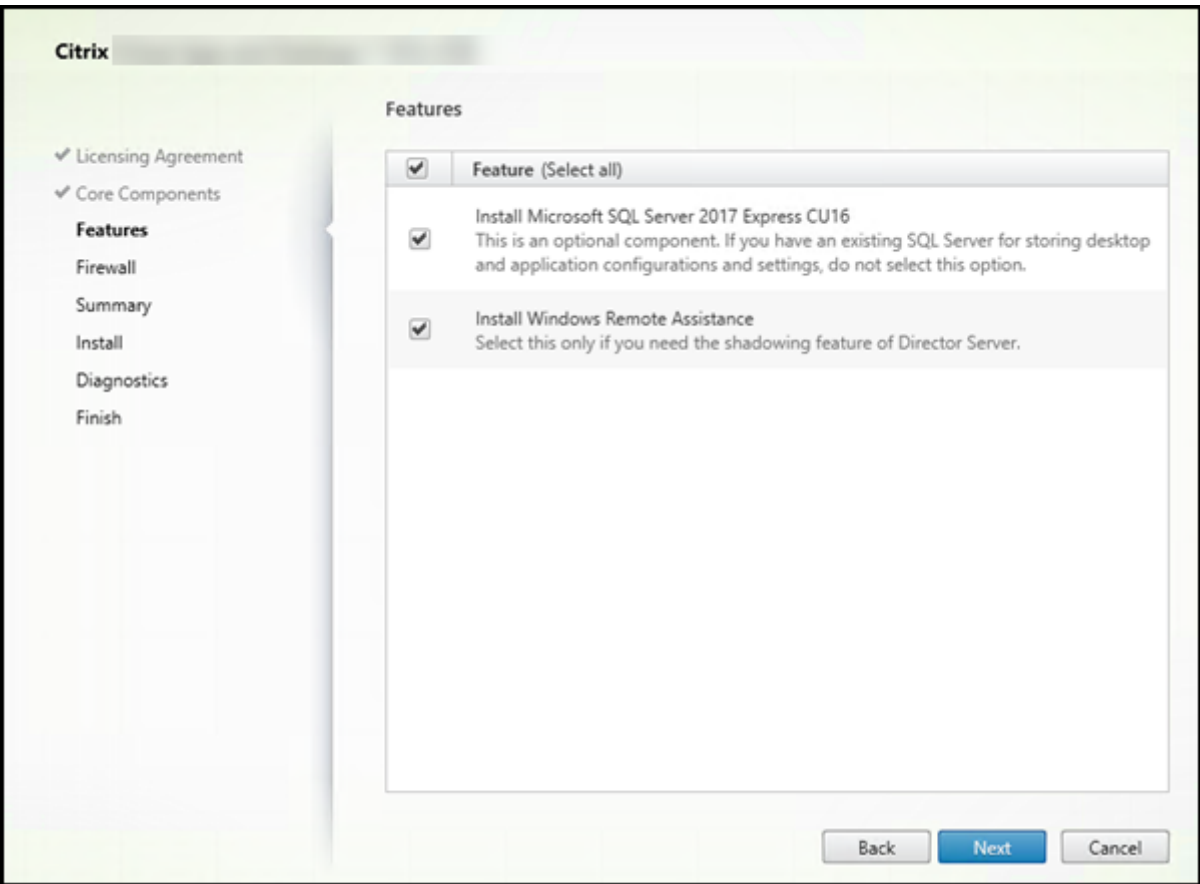 Citrix
Features
Licensing Agreement
Core Components
Features
Firewall
Summary
Install
Diagnostics
Finish
Feature (Select all)
Install Microsoft SQL Server 2017 Express CU16
This is an optional component. If you have an existing SQL Server for storing desktop
and application configurations and settings, do not select this option.
Install Windows Remote Assistance
Select this only if you need the shadowing feature of Director Server.
Back
Next
Cancel